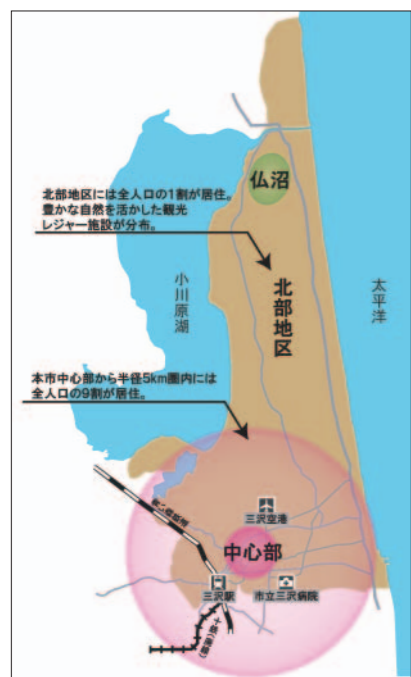 仏沼
北部地区には全人口の1割が居住。
豊かな自然を活かした観光
レジャー施設が分布。
北部地区
小川原湖
太平洋
本市中心部から半径5km圏内には
全人口の9割が居住。
三沢空港
中心部
三沢駅
市立三沢病院